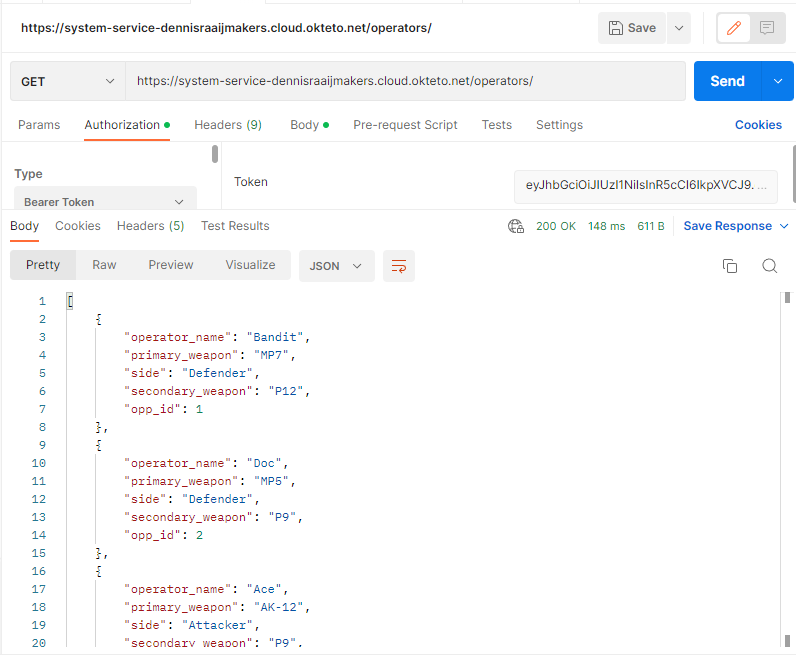 https://system-service-dennisraaijmakers.cloud.okteto.net/operators/
Save
GET
https://system-service-dennisraaijmakers.cloud.okteto.net/operators/
Send
Params Authorization Headers (9) Body Pre-request Script Tests Settings Cookies
Type
Bearer Token
Token
eyJhbGciOiJIUzI1NiIsInR5cCI6IkpXVCJ9. ...
Body Cookies Headers (5) Test Results 200 OK 148 ms 611 B Save Response
Pretty Raw Preview Visualize JSON
1 [
2 {
3 "operator_name": "Bandit",
4 "primary_weapon": "MP7",
5 "side": "Defender",
6 "secondary_weapon": "P12",
7 "opp_id": 1
8 },
9 {
10 "operator_name": "Doc",
11 "primary_weapon": "MP5",
12 "side": "Defender",
13 "secondary_weapon": "P9",
14 "opp_id": 2
15 },
16 {
17 "operator_name": "Ace",
18 "primary_weapon": "AK-12",
19 "side": "Attacker",
20 "secondary_weapon": "P9",